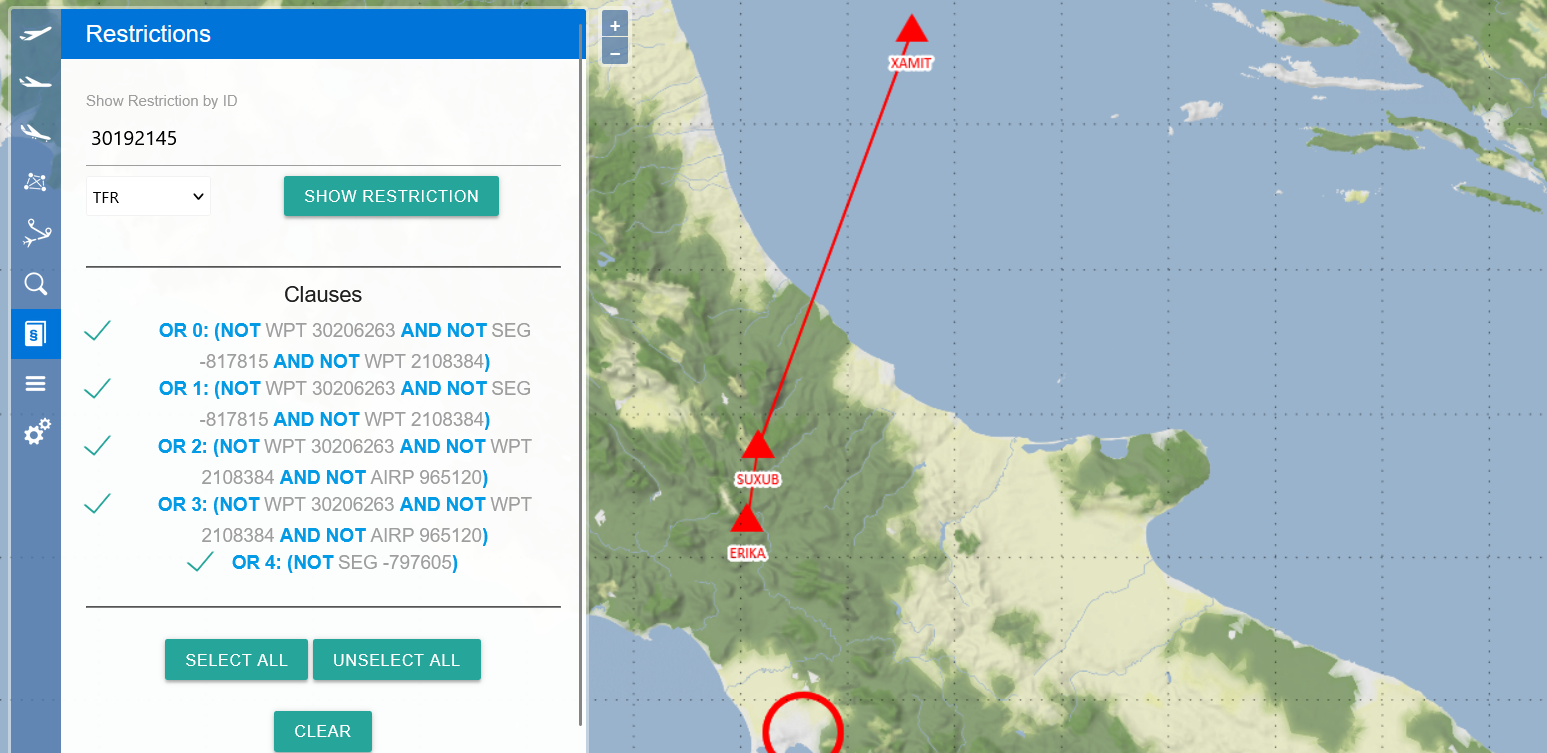 Restrictions
Show Restriction by ID
30192145
TFR
SHOW RESTRICTION
Clauses
OR 0: (NOT WPT 30206263 AND NOT SEG
-817815 AND NOT WPT 2108384)
OR 1: (NOT WPT 30206263 AND NOT SEG
-817815 AND NOT WPT 2108384)
OR 2: (NOT WPT 30206263 AND NOT WPT
2108384 AND NOT AIRP 965120)
OR 3: (NOT WPT 30206263 AND NOT WPT
2108384 AND NOT AIRP 965120)
OR 4: (NOT SEG -797605)
SELECT ALL
UNSELECT ALL
CLEAR
+
−
XAMIT
SUXUB
ERIKA
§